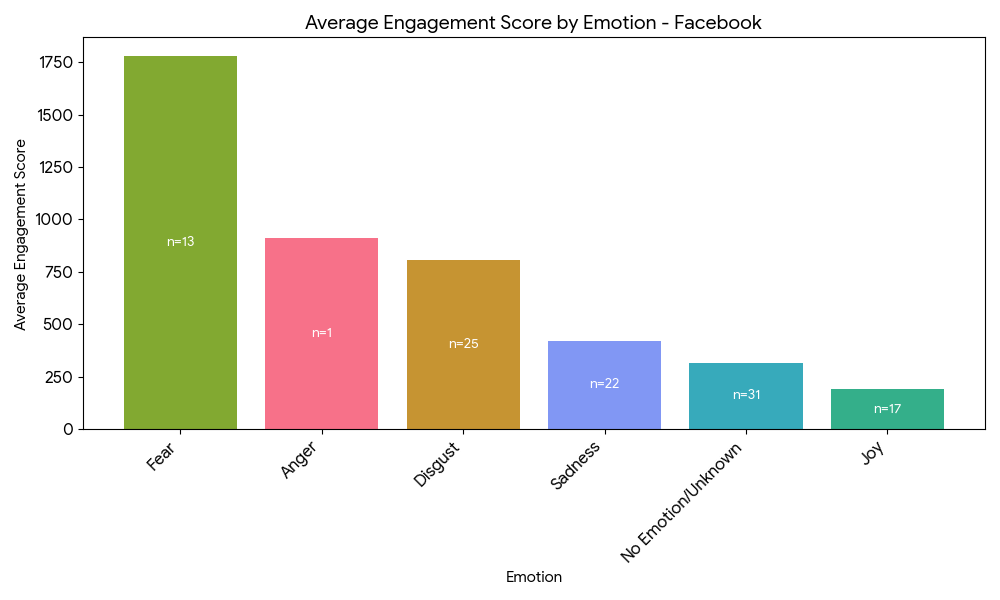 Average Engagement Score by Emotion - Facebook
Average Engagement Score
1750
1500
1250
1000
750
500
250
0
n=13
n=1
n=25
n=22
n=31
n=17
Fear
Anger
Disgust
Sadness
No Emotion/Unknown
Joy
Emotion